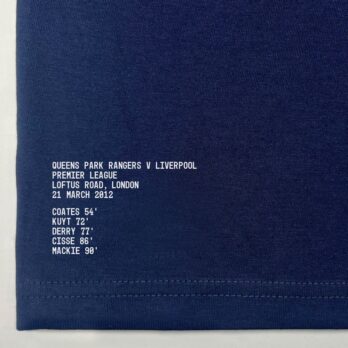 QUEENS PARK RANGERS V LIVERPOOL
PREMIER LEAGUE
LOFTUS ROAD, LONDON
21 MARCH 2012
COATES 54'
KUYT 72'
DERRY 77'
CISSE 86'
MACKIE 90'